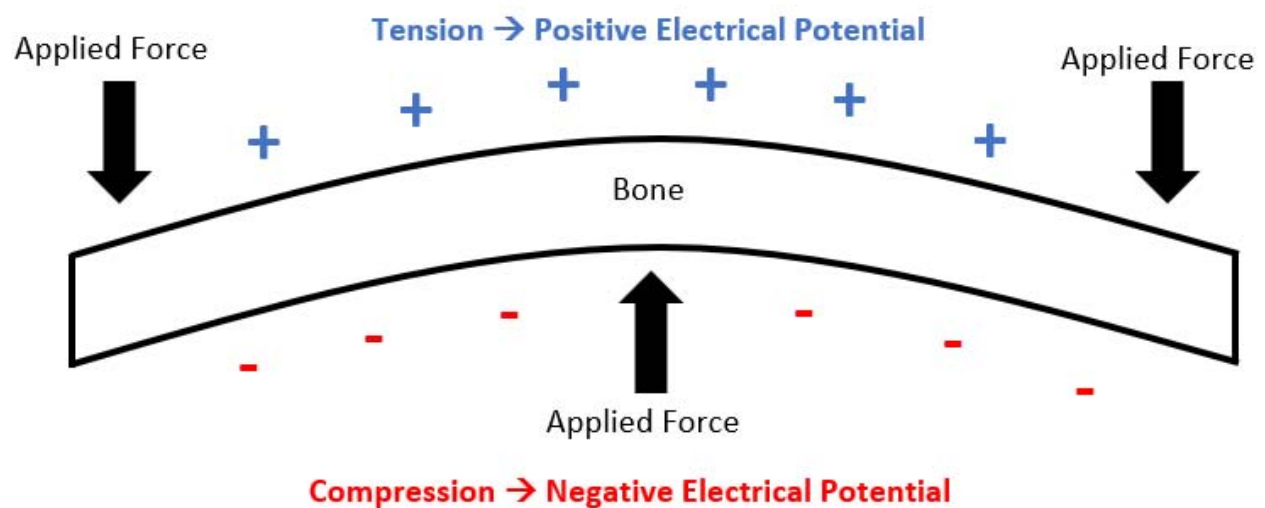 Tension → Positive Electrical Potential
Applied Force
Applied Force
+ + + + + +
Bone
- - - - - -
Applied Force
Compression → Negative Electrical Potential